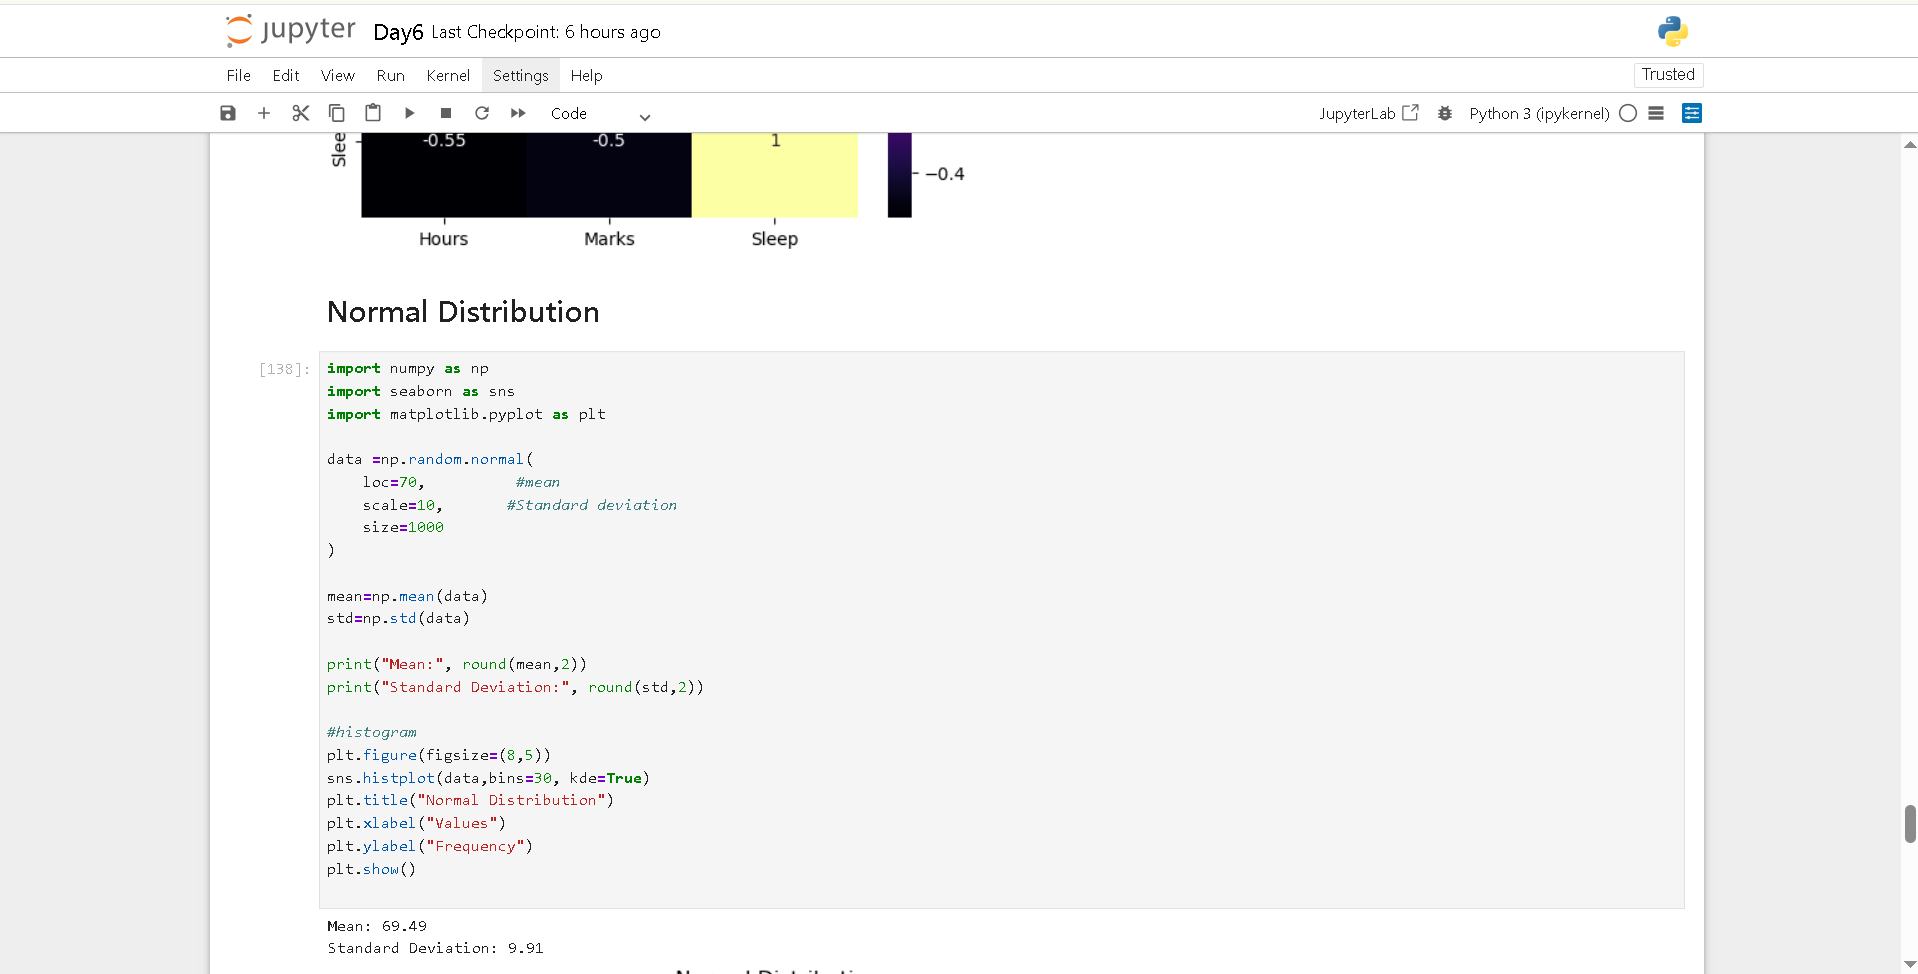 jupyter Day6 Last Checkpoint: 6 hours ago
File Edit View Run Kernel Settings Help
Trusted
Code
JupyterLab Python 3 (ipykernel)
Slee
-0.55 -0.5 1
−0.4
Hours Marks Sleep
Normal Distribution
[138]:
import numpy as np
import seaborn as sns
import matplotlib.pyplot as plt
data =np.random.normal(
    loc=70,          #mean
    scale=10,       #Standard deviation
    size=1000
)
mean=np.mean(data)
std=np.std(data)
print("Mean:", round(mean,2))
print("Standard Deviation:", round(std,2))
#histogram
plt.figure(figsize=(8,5))
sns.histplot(data,bins=30, kde=True)
plt.title("Normal Distribution")
plt.xlabel("Values")
plt.ylabel("Frequency")
plt.show()
Mean: 69.49
Standard Deviation: 9.91